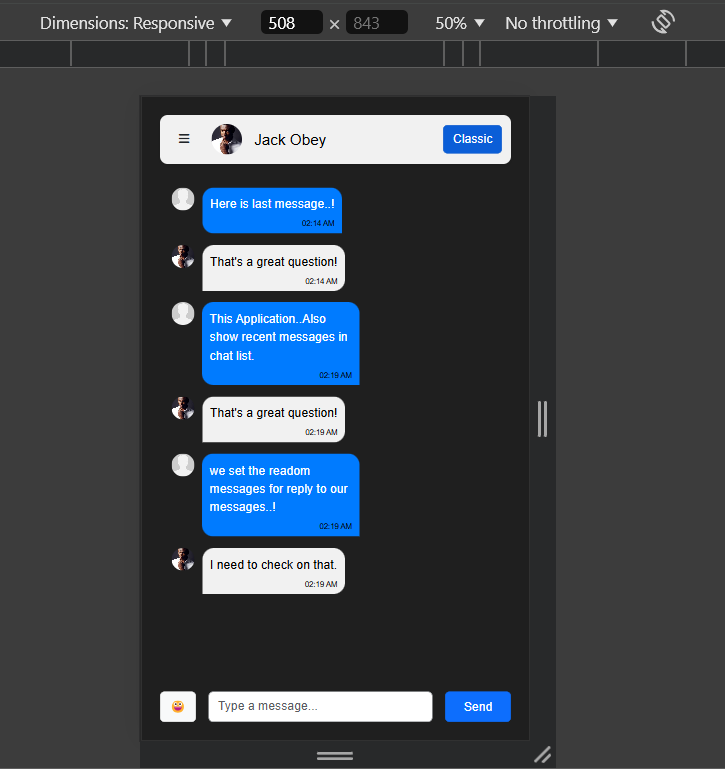 Dimensions: Responsive ▼ 508 × 843 50% ▼ No throttling ▼
Jack Obey Classic
Here is last message..!
02:14 AM
That's a great question!
02:14 AM
This Application..Also
show recent messages in
chat list.
02:19 AM
That's a great question!
02:19 AM
we set the readom
messages for reply to our
messages..!
02:19 AM
I need to check on that.
02:19 AM
Type a message... Send